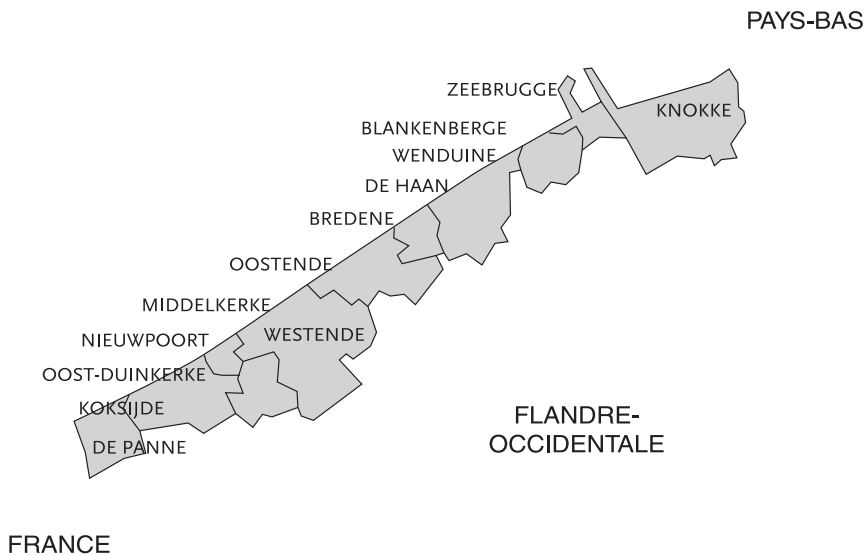 PAYS-BAS
ZEEBRUGGE
KNOKKE
BLANKENBERGE
WENDUINE
DE HAAN
BREDENE
OOSTENDE
MIDDELKERKE
WESTENDE
NIEUWPOORT
OOST-DUINKERKE
KOKSIJDE
DE PANNE
FLANDRE-
OCCIDENTALE
FRANCE